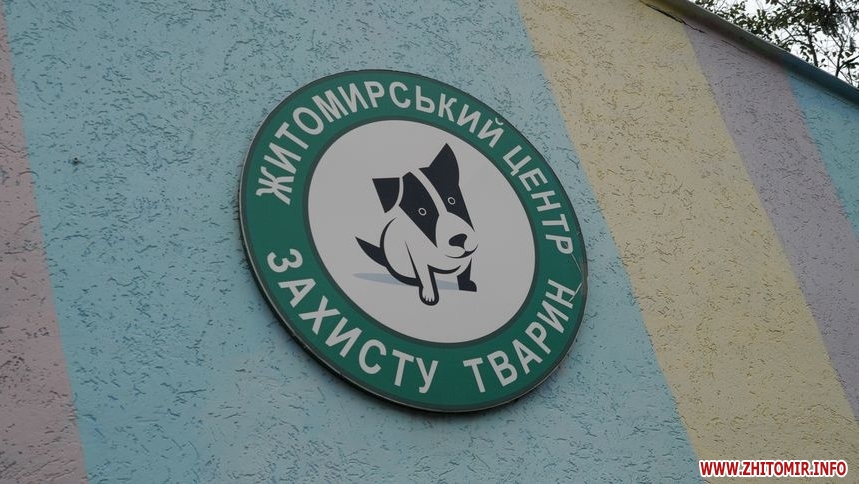 ЖИТОМИРСЬКИЙ ЦЕНТР
ЗАХИСТУ ТВАРИН
WWW.ZHITOMIR.INFO